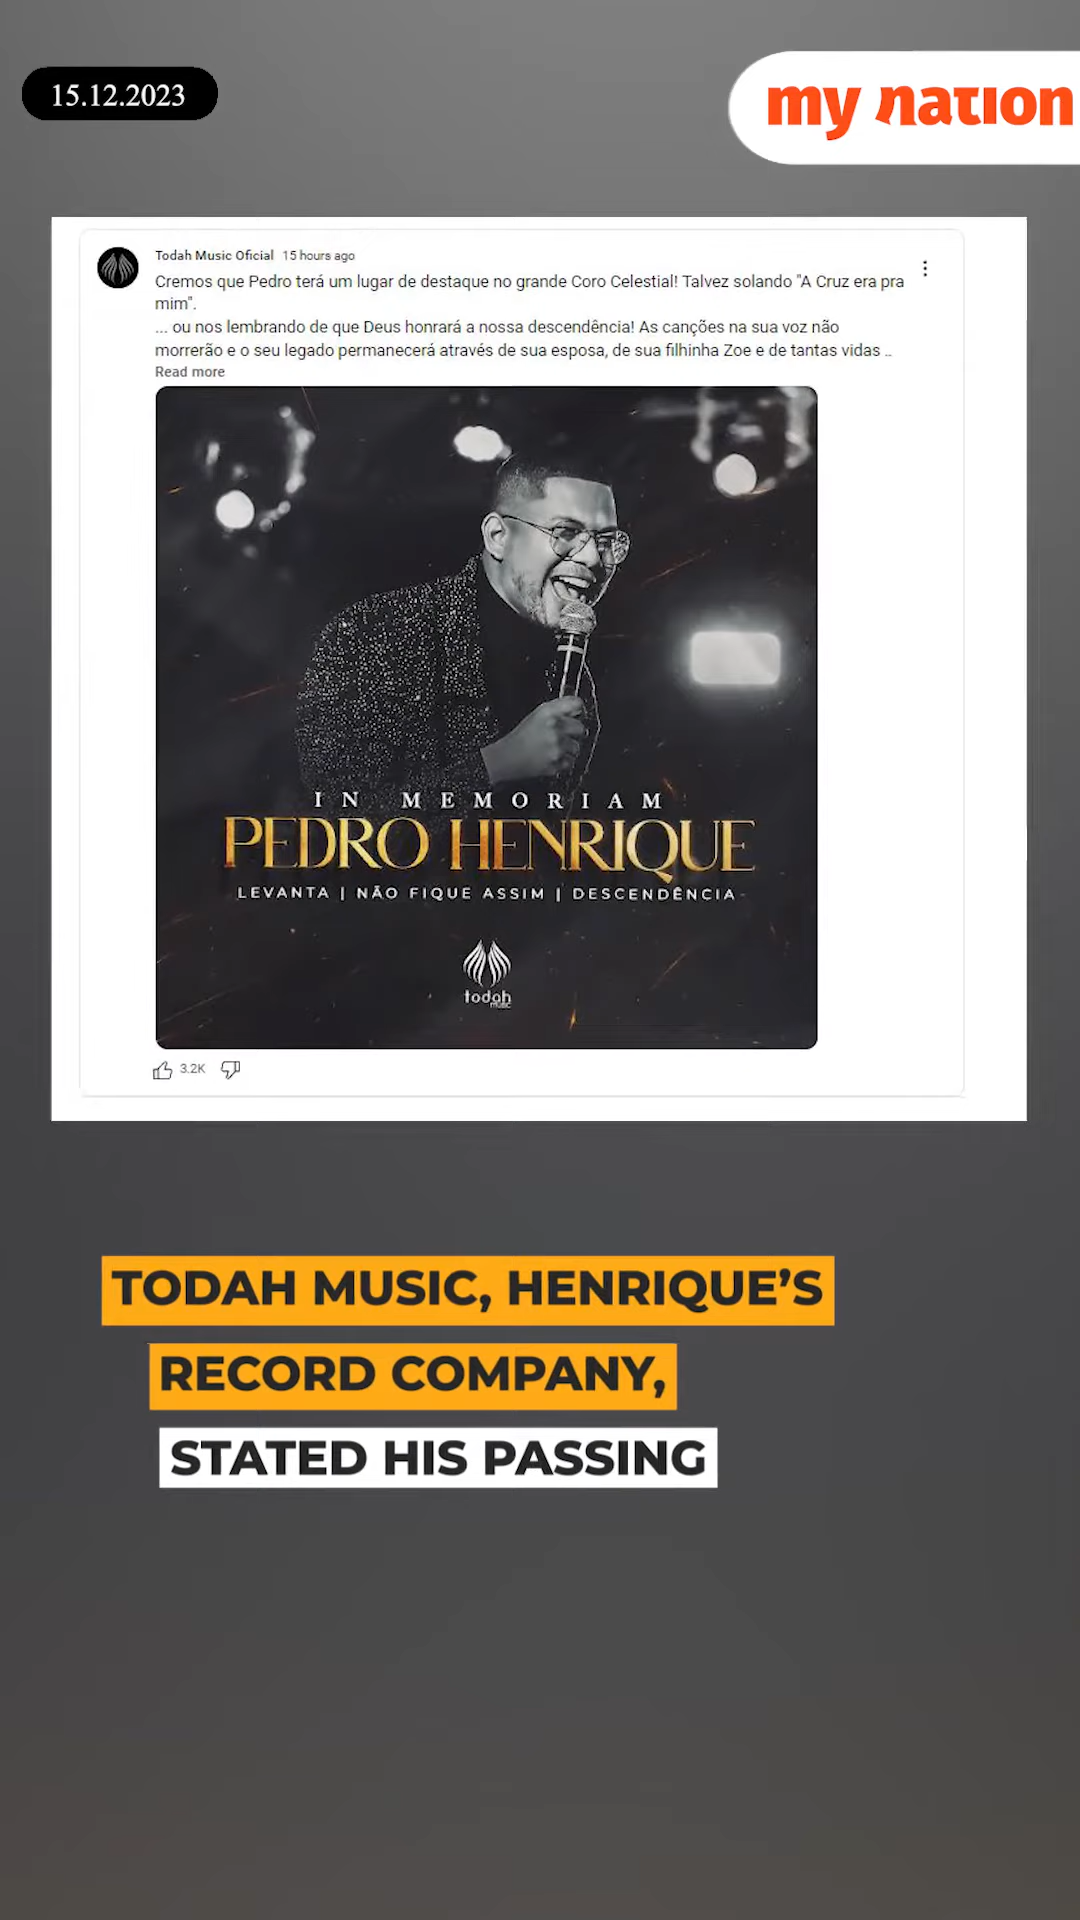 15.12.2023
my nation
Todah Music Oficial 15 hours ago
Cremos que Pedro terá um lugar de destaque no grande Coro Celestial! Talvez solando "A Cruz era pra
mim".
... ou nos lembrando de que Deus honrará a nossa descendência! As canções na sua voz não
morrerão e o seu legado permanecerá através de sua esposa, de sua filhinha Zoe e de tantas vidas ..
Read more
IN MEMORIAM
PEDRO HENRIQUE
LEVANTA | NÃO FIQUE ASSIM | DESCENDÊNCIA
todah
music
3.2K
TODAH MUSIC, HENRIQUE’S
RECORD COMPANY,
STATED HIS PASSING